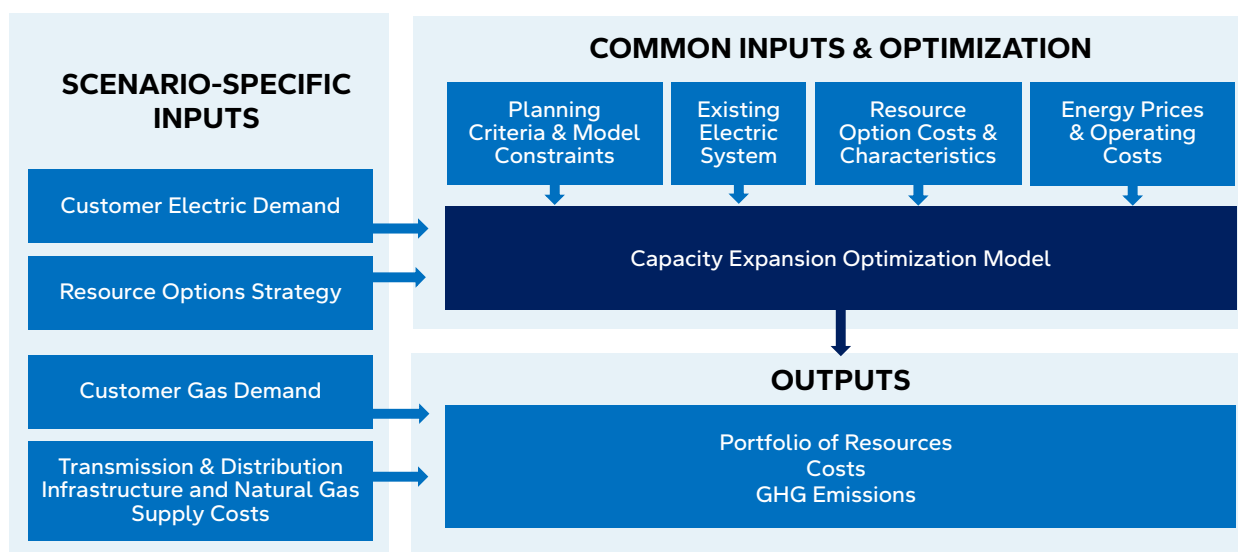 SCENARIO-SPECIFIC
INPUTS
Customer Electric Demand
Resource Options Strategy
Customer Gas Demand
Transmission & Distribution
Infrastructure and Natural Gas
Supply Costs
COMMON INPUTS & OPTIMIZATION
Planning
Criteria & Model
Constraints
Existing
Electric
System
Resource
Option Costs &
Characteristics
Energy Prices
& Operating
Costs
Capacity Expansion Optimization Model
OUTPUTS
Portfolio of Resources
Costs
GHG Emissions